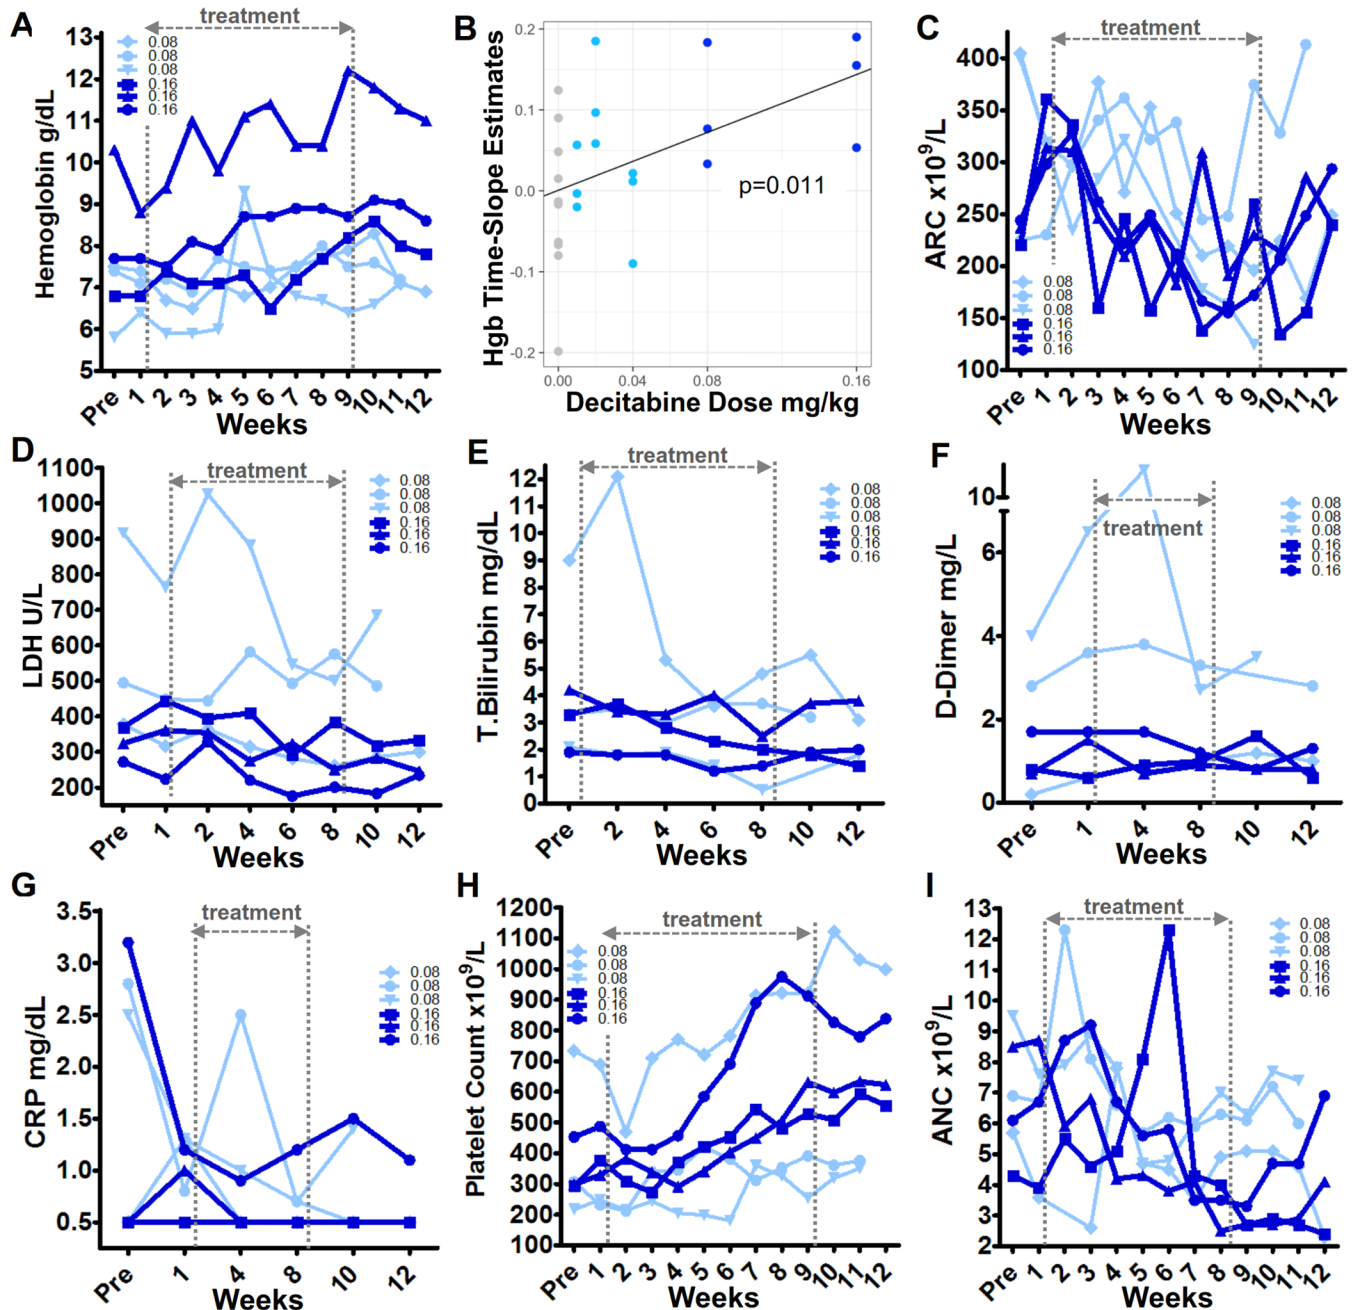 A
treatment
Hemoglobin g/dL
13
12
11
10
9
8
7
6
5
0.08
0.08
0.08
0.16
0.16
0.16
Pre 1 2 3 4 5 6 7 8 9 10 11 12
Weeks
B
Hgb Time-Slope Estimates
0.2
0.1
0.0
-0.1
-0.2
p=0.011
0.00 0.04 0.08 0.16
Decitabine Dose mg/kg
C
treatment
ARC x10⁹/L
400
350
300
250
200
150
100
0.08
0.08
0.08
0.16
0.16
0.16
Pre 1 2 3 4 5 6 7 8 9 10 11 12
Weeks
D
treatment
LDH U/L
1100
1000
900
800
700
600
500
400
300
200
0.08
0.08
0.08
0.16
0.16
0.16
Pre 1 2 4 6 8 10 12
Weeks
E
treatment
T.Bilirubin mg/dL
12
11
10
9
8
7
6
5
4
3
2
1
0
0.08
0.08
0.08
0.16
0.16
0.16
Pre 2 4 6 8 10 12
Weeks
F
treatment
D-Dimer mg/L
10
6
4
2
0
0.08
0.08
0.08
0.16
0.16
0.16
Pre 1 4 8 10 12
Weeks
G
treatment
CRP mg/dL
3.5
3.0
2.5
2.0
1.5
1.0
0.5
0.08
0.08
0.08
0.16
0.16
0.16
Pre 1 4 8 10 12
Weeks
H
treatment
Platelet Count x10⁹/L
1200
1100
1000
900
800
700
600
500
400
300
200
100
0.08
0.08
0.08
0.16
0.16
0.16
Pre 1 2 3 4 5 6 7 8 9 10 11 12
Weeks
I
treatment
ANC x10⁹/L
13
12
11
10
9
8
7
6
5
4
3
2
0.08
0.08
0.08
0.16
0.16
0.16
Pre 1 2 3 4 5 6 7 8 9 10 11 12
Weeks